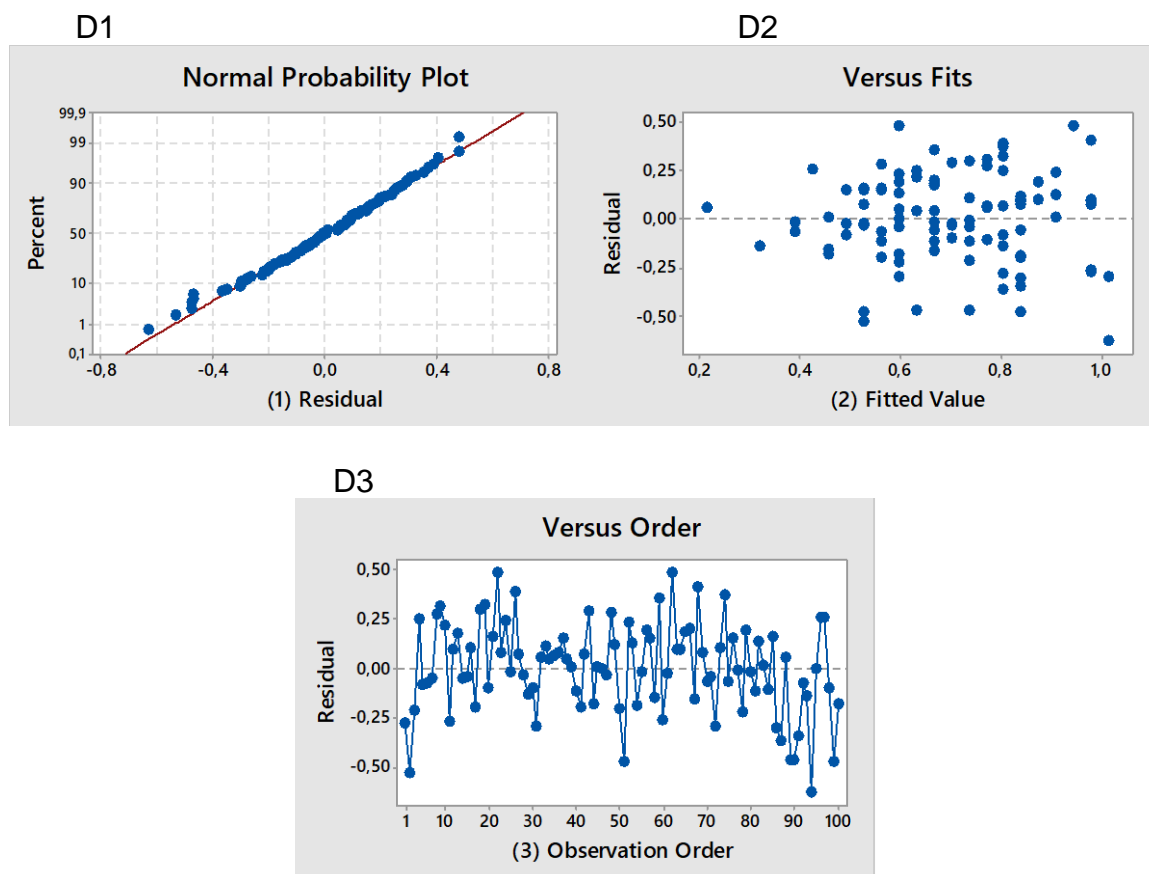 D1
D2
Normal Probability Plot
99,9
99
90
50
10
1
0,1
Percent
-0,8 -0,4 0,0 0,4 0,8
(1) Residual
Versus Fits
0,50
0,25
0,00
-0,25
-0,50
Residual
0,2 0,4 0,6 0,8 1,0
(2) Fitted Value
D3
Versus Order
0,50
0,25
0,00
-0,25
-0,50
Residual
1 10 20 30 40 50 60 70 80 90 100
(3) Observation Order